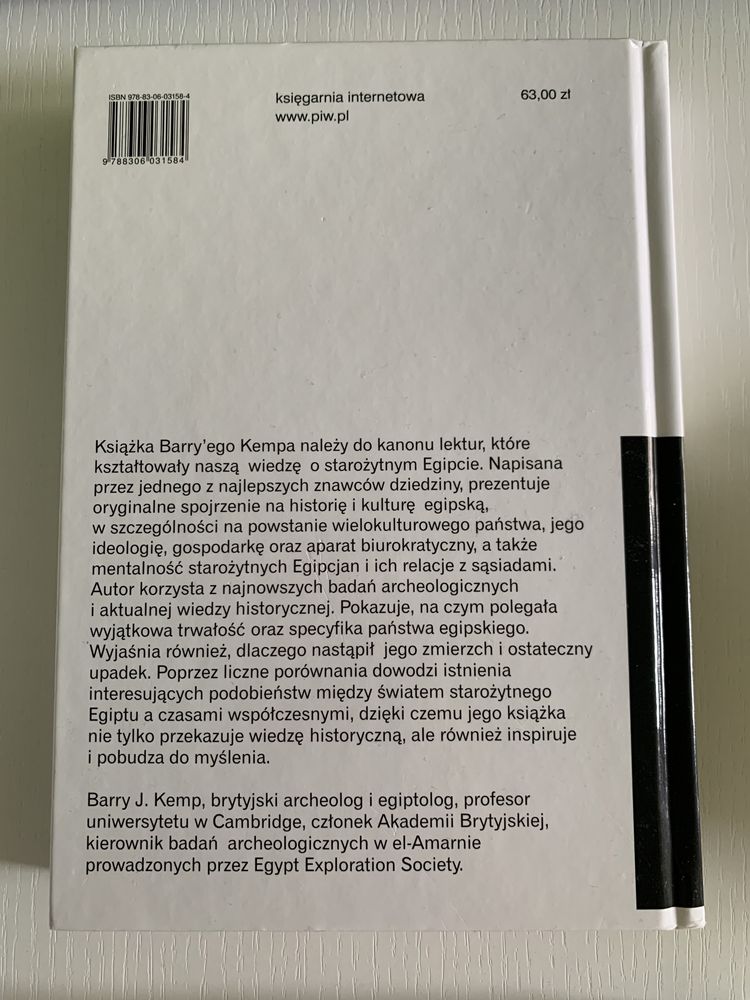 ISBN 978-83-06-03158-4
9 788306 031584
księgarnia internetowa
www.piw.pl
63,00 zł
Książka Barry'ego Kempa należy do kanonu lektur, które
kształtowały naszą wiedzę o starożytnym Egipcie. Napisana
przez jednego z najlepszych znawców dziedziny, prezentuje
oryginalne spojrzenie na historię i kulturę egipską,
w szczególności na powstanie wielokulturowego państwa, jego
ideologię, gospodarkę oraz aparat biurokratyczny, a także
mentalność starożytnych Egipcjan i ich relacje z sąsiadami.
Autor korzysta z najnowszych badań archeologicznych
i aktualnej wiedzy historycznej. Pokazuje, na czym polegała
wyjątkowa trwałość oraz specyfika państwa egipskiego.
Wyjaśnia również, dlaczego nastąpił jego zmierzch i ostateczny
upadek. Poprzez liczne porównania dowodzi istnienia
interesujących podobieństw między światem starożytnego
Egiptu a czasami współczesnymi, dzięki czemu jego książka
nie tylko przekazuje wiedzę historyczną, ale również inspiruje
i pobudza do myślenia.
Barry J. Kemp, brytyjski archeolog i egiptolog, profesor
uniwersytetu w Cambridge, członek Akademii Brytyjskiej,
kierownik badań archeologicznych w el-Amarnie
prowadzonych przez Egypt Exploration Society.